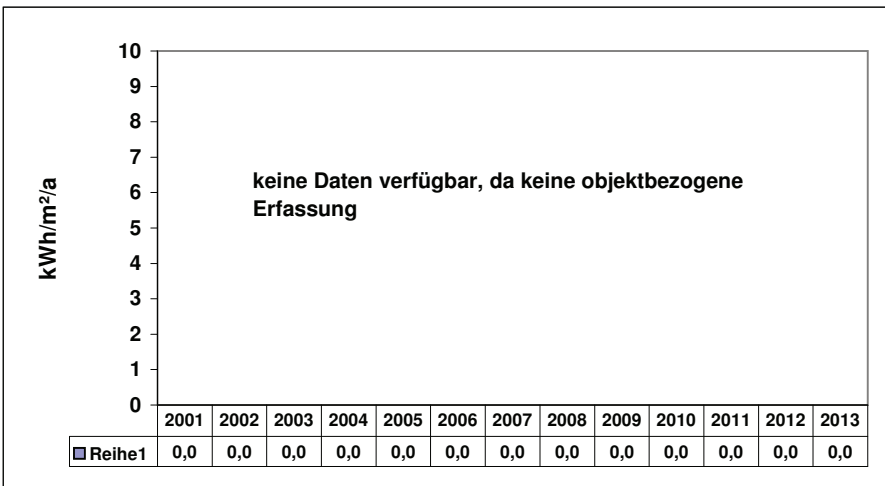 10
9
8
7
6
5
4
3
2
1
0
kWh/m²/a
keine Daten verfügbar, da keine objektbezogene
Erfassung
2001 2002 2003 2004 2005 2006 2007 2008 2009 2010 2011 2012 2013
Reihe1 0,0 0,0 0,0 0,0 0,0 0,0 0,0 0,0 0,0 0,0 0,0 0,0 0,0